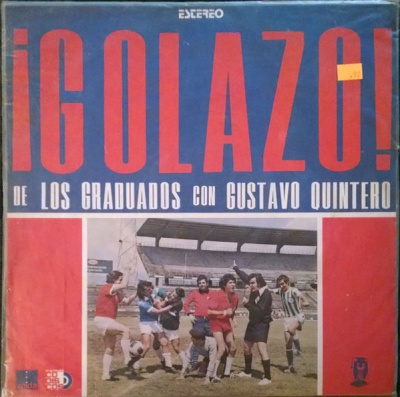 ESTEREO
¡GOLAZO!
DE LOS GRADUADOS CON GUSTAVO QUINTERO